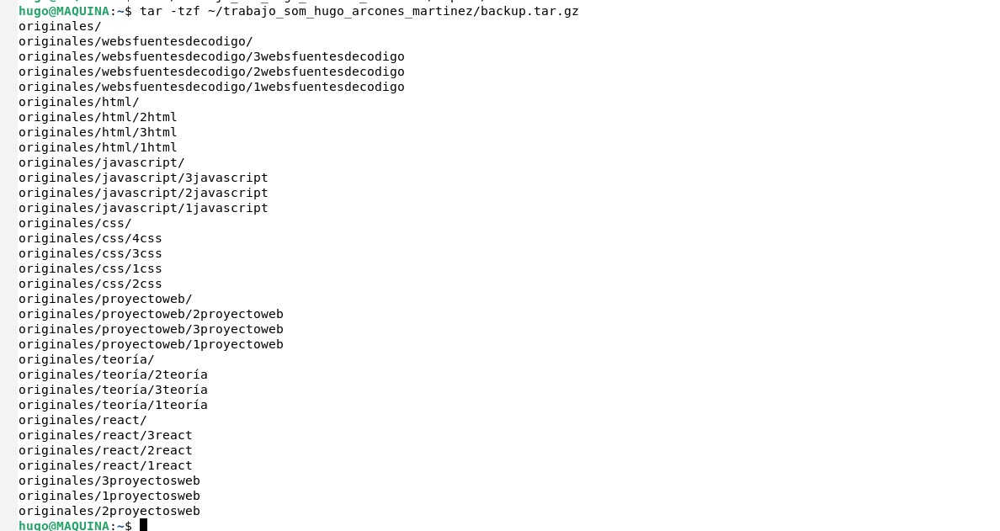 hugo@MAQUINA:~$ tar -tzf ~/trabajo_som_hugo_arcones_martinez/backup.tar.gz
originales/
originales/websfuentesdecodigo/
originales/websfuentesdecodigo/3websfuentesdecodigo
originales/websfuentesdecodigo/2websfuentesdecodigo
originales/websfuentesdecodigo/1websfuentesdecodigo
originales/html/
originales/html/2html
originales/html/3html
originales/html/1html
originales/javascript/
originales/javascript/3javascript
originales/javascript/2javascript
originales/javascript/1javascript
originales/css/
originales/css/4css
originales/css/3css
originales/css/1css
originales/css/2css
originales/proyectoweb/
originales/proyectoweb/2proyectoweb
originales/proyectoweb/3proyectoweb
originales/proyectoweb/1proyectoweb
originales/teoría/
originales/teoría/2teoría
originales/teoría/3teoría
originales/teoría/1teoría
originales/react/
originales/react/3react
originales/react/2react
originales/react/1react
originales/3proyectosweb
originales/1proyectosweb
originales/2proyectosweb
hugo@MAQUINA:~$